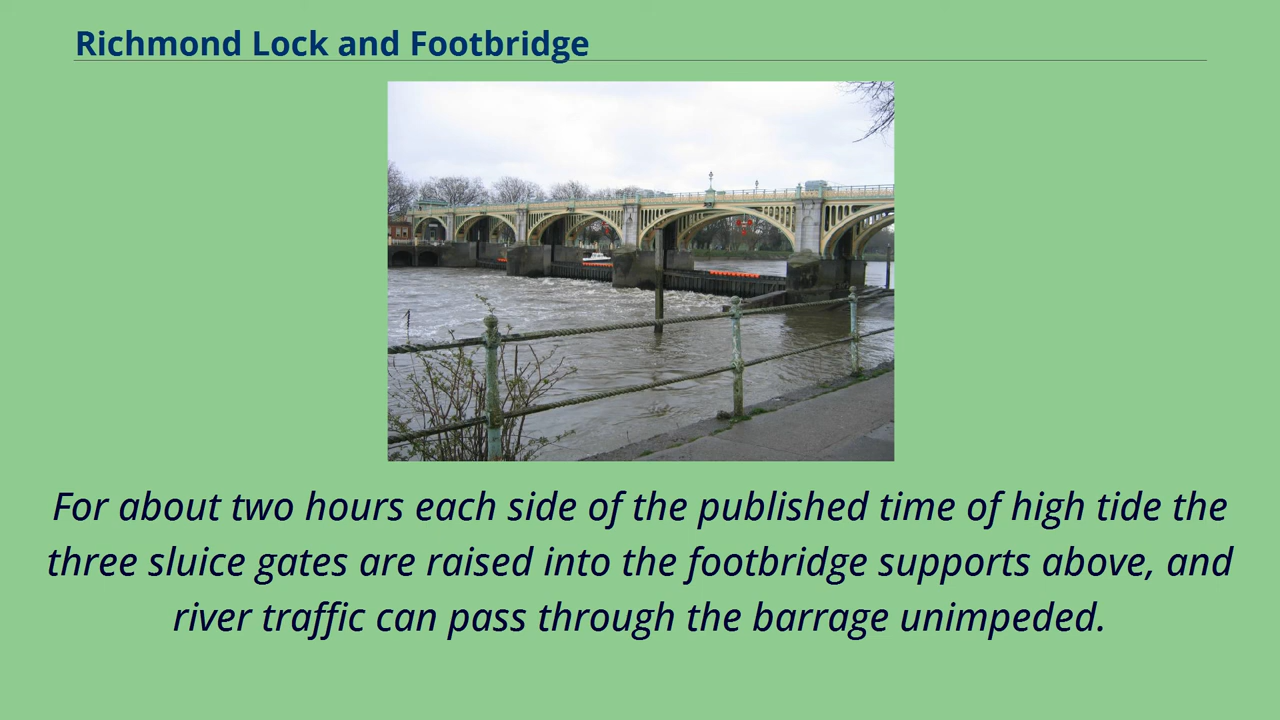 Richmond Lock and Footbridge
For about two hours each side of the published time of high tide the
three sluice gates are raised into the footbridge supports above, and
river traffic can pass through the barrage unimpeded.